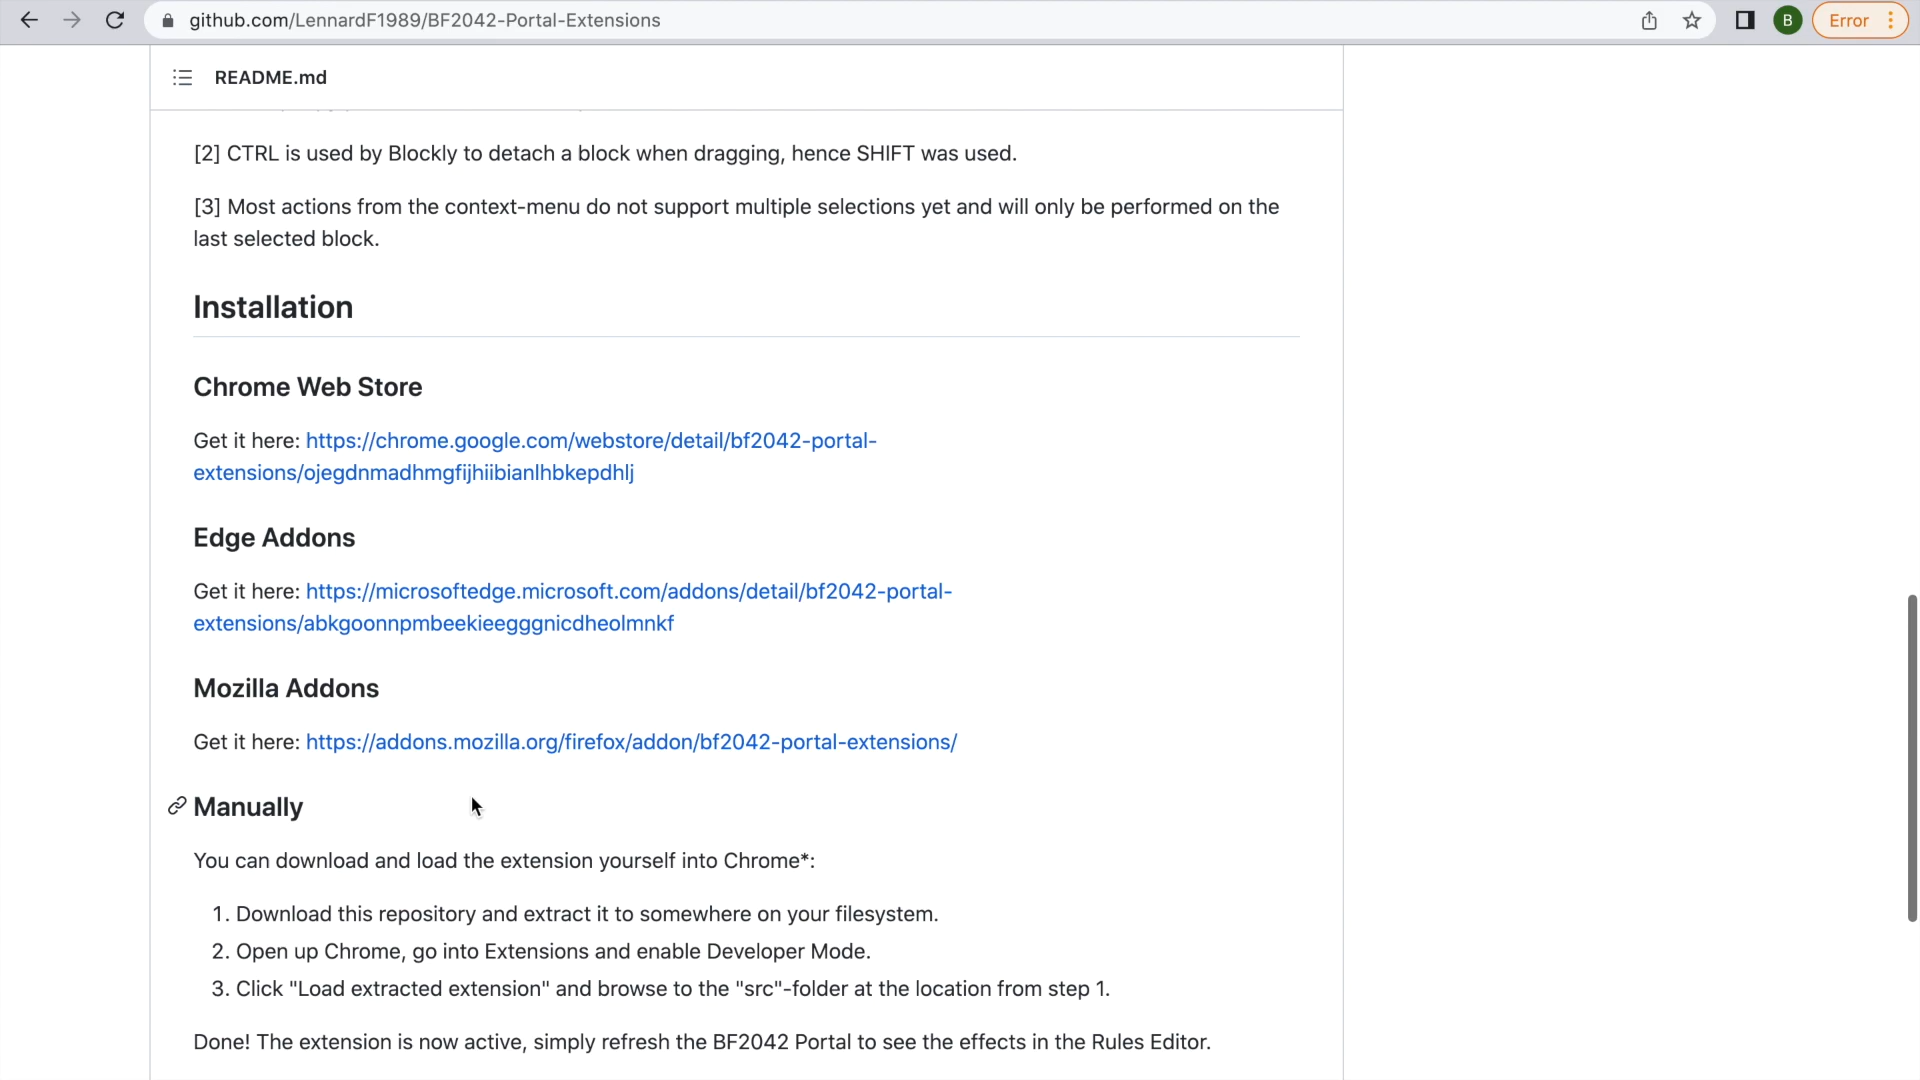 github.com/LennardF1989/BF2042-Portal-Extensions
B
Error
README.md
[2] CTRL is used by Blockly to detach a block when dragging, hence SHIFT was used.
[3] Most actions from the context-menu do not support multiple selections yet and will only be performed on the
last selected block.
Installation
Chrome Web Store
Get it here: https://chrome.google.com/webstore/detail/bf2042-portal-
extensions/ojegdnmadhmgfijhiibianlhbkepdhlj
Edge Addons
Get it here: https://microsoftedge.microsoft.com/addons/detail/bf2042-portal-
extensions/abkgoonnpmbeekieegggnicdheolmnkf
Mozilla Addons
Get it here: https://addons.mozilla.org/firefox/addon/bf2042-portal-extensions/
Manually
You can download and load the extension yourself into Chrome*:
1. Download this repository and extract it to somewhere on your filesystem.
2. Open up Chrome, go into Extensions and enable Developer Mode.
3. Click "Load extracted extension" and browse to the "src"-folder at the location from step 1.
Done! The extension is now active, simply refresh the BF2042 Portal to see the effects in the Rules Editor.